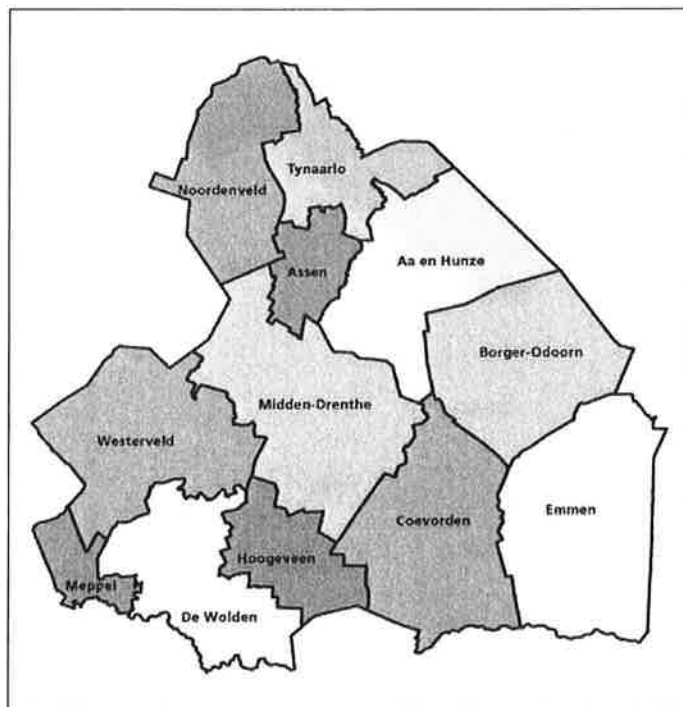 Tynaarlo
Noordenveld
Assen
Aa en Hunze
Borger-Odoorn
Midden-Drenthe
Westerveld
Emmen
Coevorden
Hoogeveen
Meppel
De Wolden